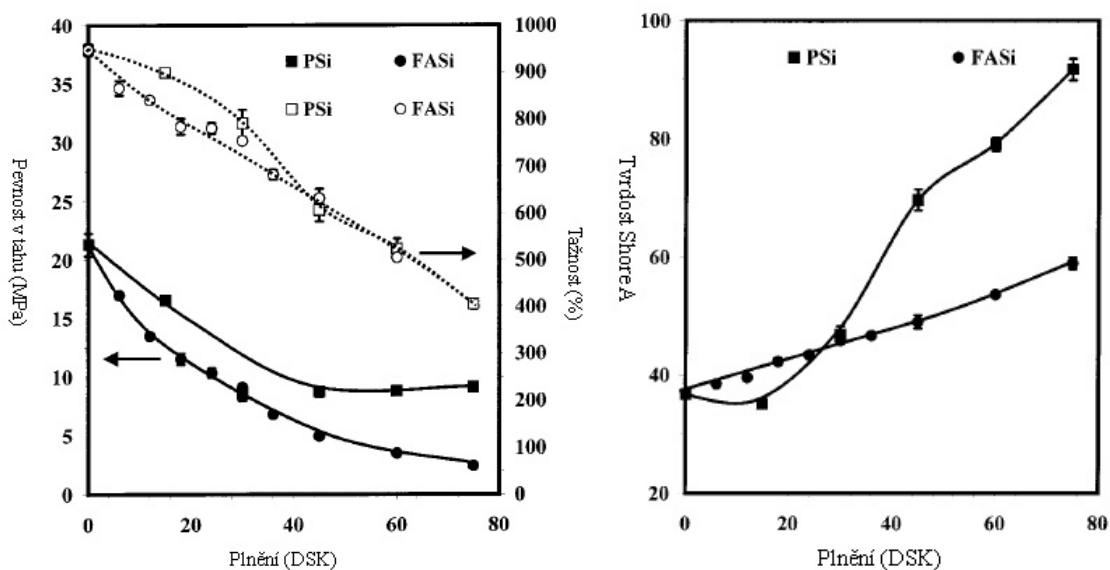 40
35
30
25
20
15
10
5
0
Pevnost v tahu (MPa)
PSi FASi
PSi FASi
1000
900
800
700
600
500
400
300
200
100
0
Tažnost (%)
0 20 40 60 80
Plnění (DSK)
100
80
60
40
20
Tvrdost Shore A
PSi FASi
0 20 40 60 80
Plnění (DSK)